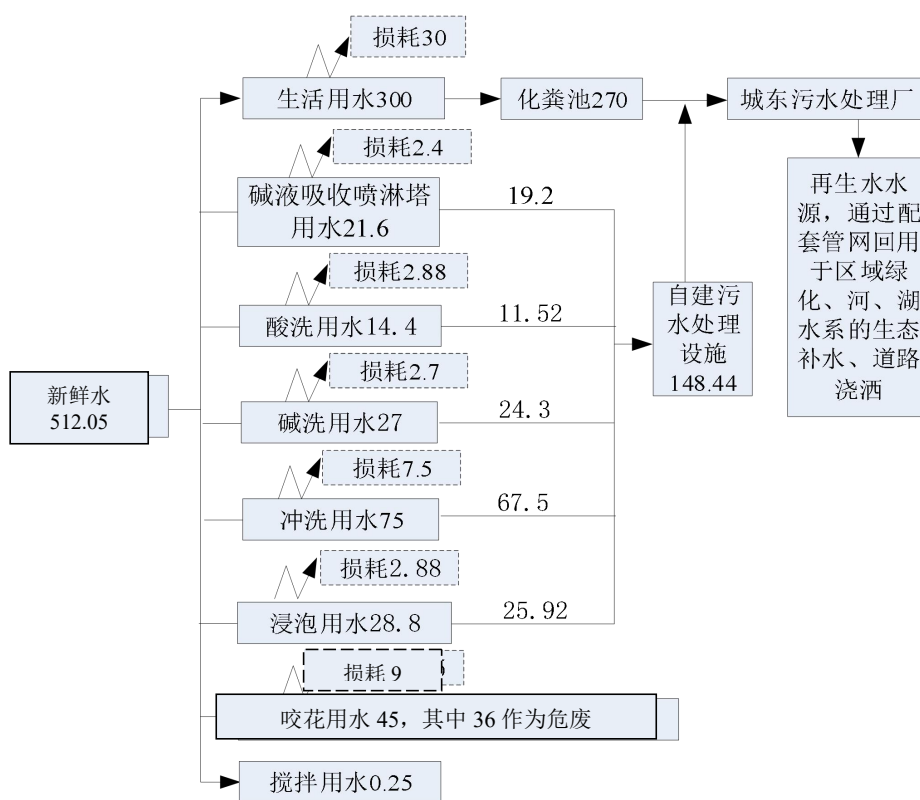 损耗30
生活用水300
化粪池270
城东污水处理厂
损耗2.4
碱液吸收喷淋塔
用水21.6
19.2
再生水水
源，通过配
套管网回用
于区域绿
化、河、湖
水系的生态
补水、道路
浇洒
损耗2.88
酸洗用水14.4
11.52
自建污
水处理
设施
148.44
损耗2.7
新鲜水
512.05
碱洗用水27
24.3
损耗7.5
冲洗用水75
67.5
损耗2.88
浸泡用水28.8
25.92
损耗 9
咬花用水 45，其中 36 作为危废
搅拌用水0.25